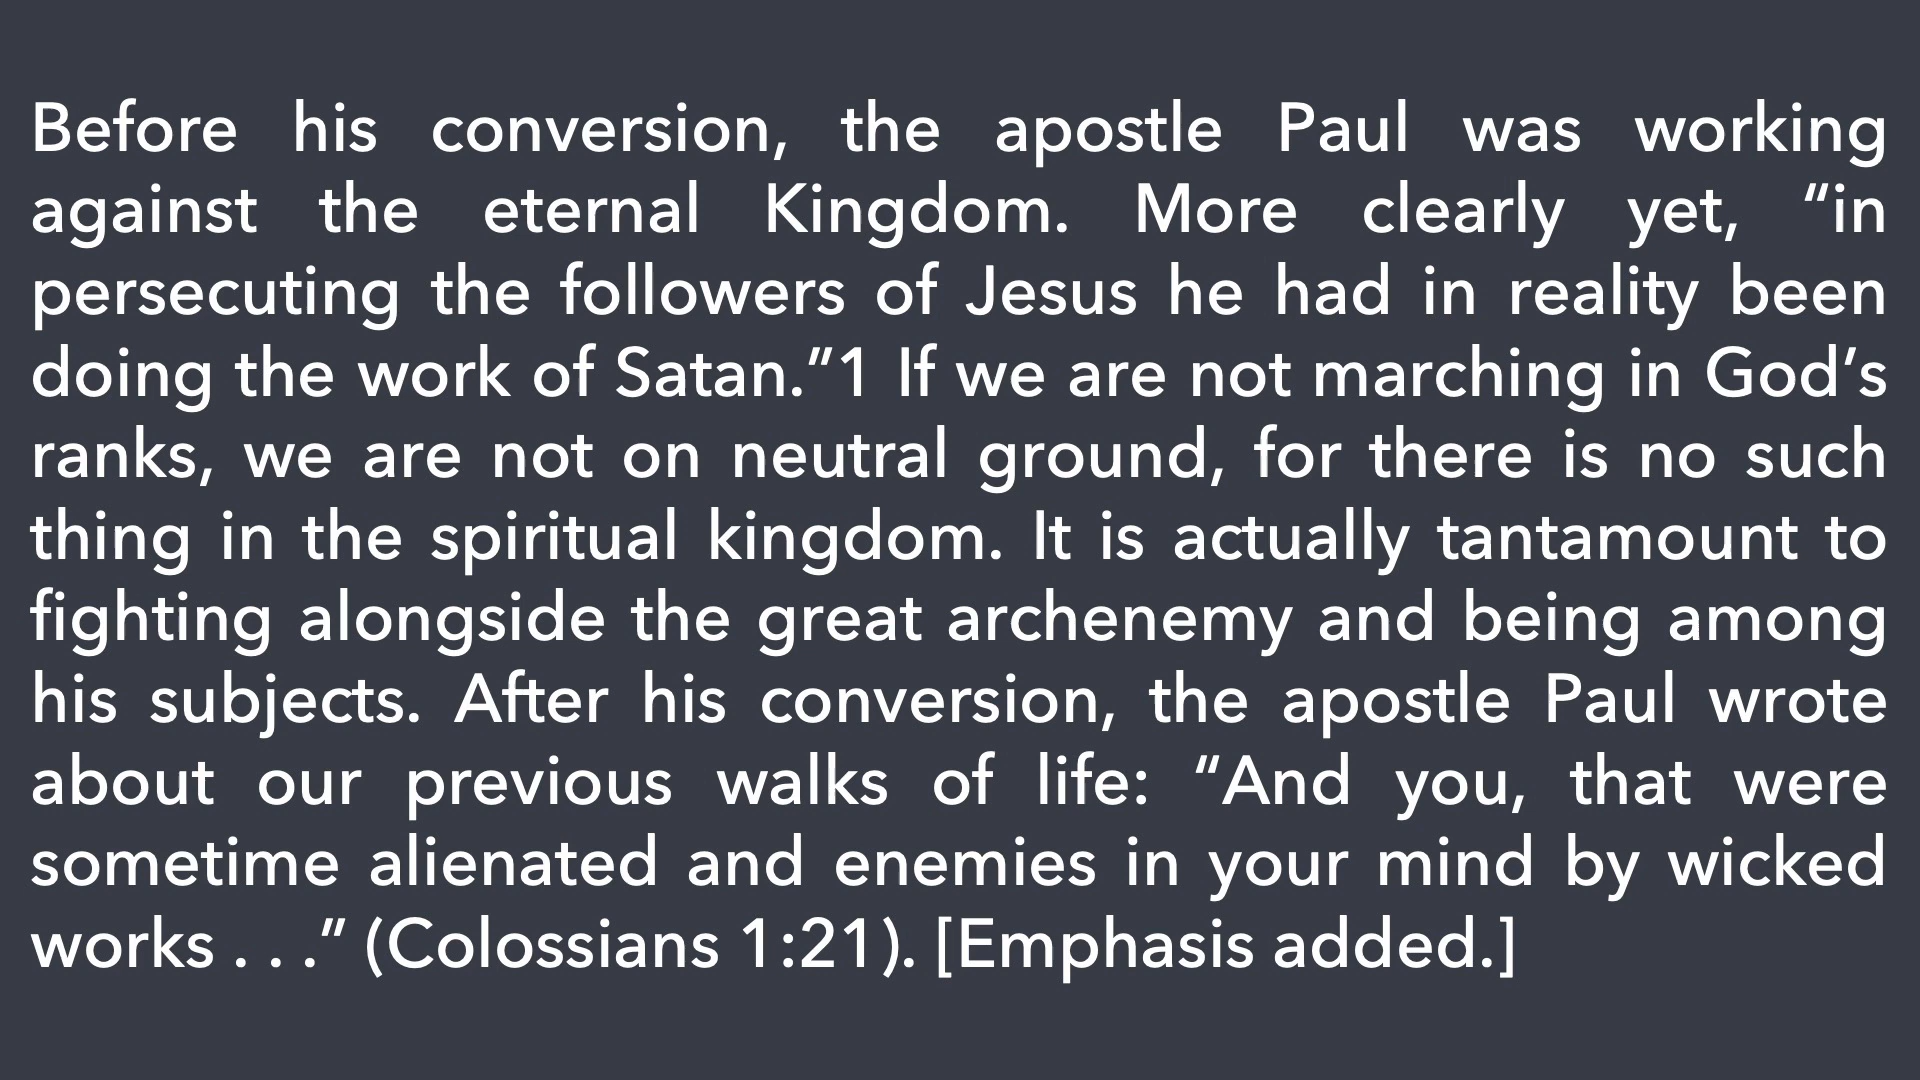 Before his conversion, the apostle Paul was working
against the eternal Kingdom. More clearly yet, “in
persecuting the followers of Jesus he had in reality been
doing the work of Satan.”1 If we are not marching in God’s
ranks, we are not on neutral ground, for there is no such
thing in the spiritual kingdom. It is actually tantamount to
fighting alongside the great archenemy and being among
his subjects. After his conversion, the apostle Paul wrote
about our previous walks of life: “And you, that were
sometime alienated and enemies in your mind by wicked
works . . .” (Colossians 1:21). [Emphasis added.]